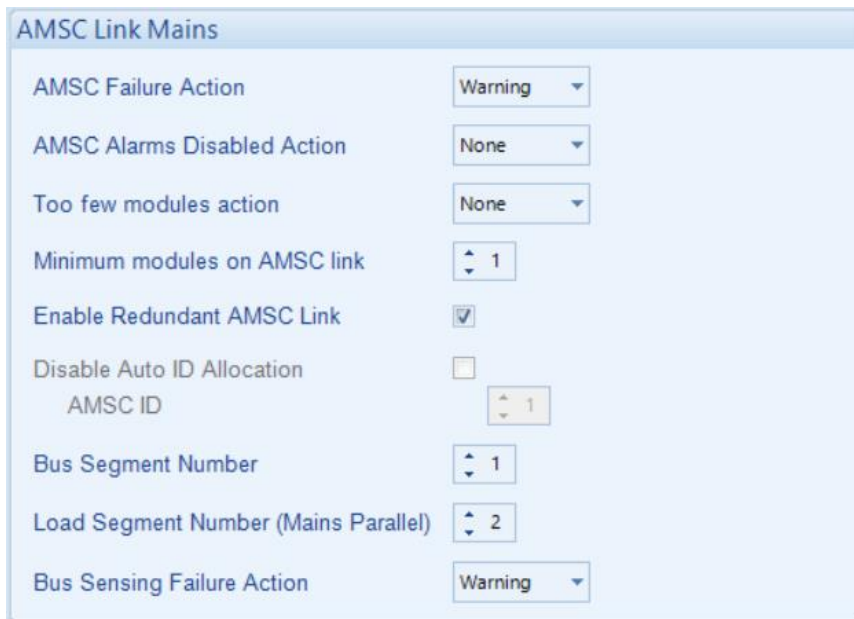 AMSC Link Mains
AMSC Failure Action Warning
AMSC Alarms Disabled Action None
Too few modules action None
Minimum modules on AMSC link 1
Enable Redundant AMSC Link
Disable Auto ID Allocation
AMSC ID 1
Bus Segment Number 1
Load Segment Number (Mains Parallel) 2
Bus Sensing Failure Action Warning